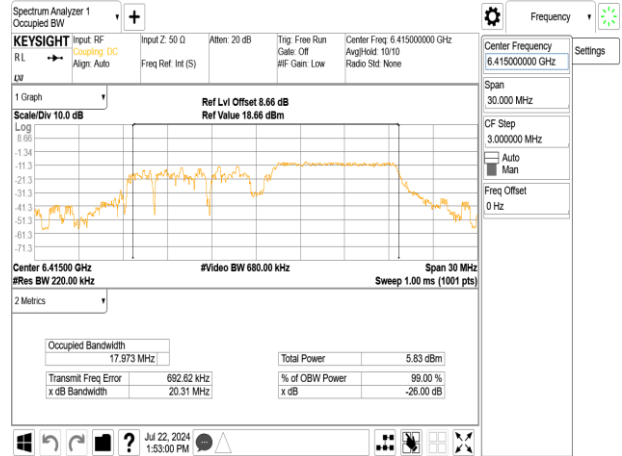 Spectrum Analyzer 1
Occupied BW
Frequency
KEYSIGHT
RL
Input: RF
Coupling: DC
Align: Auto
Input Z: 50 Ω
Freq Ref: Int (S)
Atten: 20 dB
Trig: Free Run
Gate: Off
#IF Gain: Low
Center Freq: 6.415000000 GHz
Avg|Hold: 10/10
Radio Std: None
Center Frequency
6.415000000 GHz
Settings
Span
30.000 MHz
CF Step
3.000000 MHz
Auto
Man
Freq Offset
0 Hz
1 Graph
Scale/Div 10.0 dB
Ref Lvl Offset 8.66 dB
Ref Value 18.66 dBm
Log
8.66
-1.34
-11.3
-21.3
-31.3
-41.3
-51.3
-61.3
-71.3
Center 6.41500 GHz
#Video BW 680.00 kHz
Span 30 MHz
#Res BW 220.00 kHz
Sweep 1.00 ms (1001 pts)
2 Metrics
Occupied Bandwidth
17.973 MHz
Total Power 5.83 dBm
Transmit Freq Error 692.62 kHz
% of OBW Power 99.00 %
x dB Bandwidth 20.31 MHz
x dB -26.00 dB
?
Jul 22, 2024
1:53:00 PM